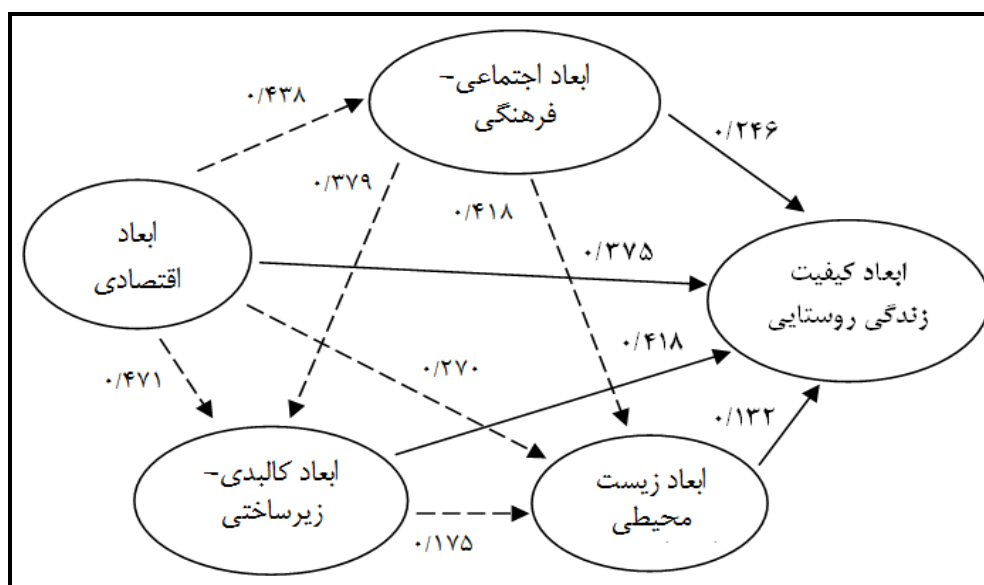 ابعاد اجتماعی-
فرهنگی
۰/۴۳۸
۰/۲۴۶
۰/۳۷۹
۰/۴۱۸
ابعاد
اقتصادی
۰/۳۷۵
ابعاد کیفیت
زندگی روستایی
۰/۴۱۸
۰/۲۷۰
۰/۴۷۱
۰/۱۳۲
ابعاد کالبدی-
زیرساختی
ابعاد زیست
محیطی
۰/۱۷۵